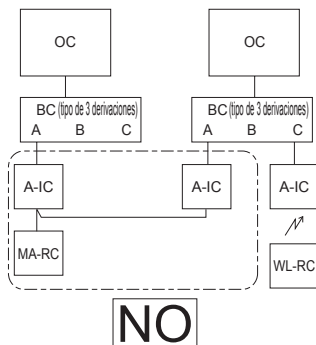 OC OC
BC (tipo de 3 derivaciones) BC (tipo de 3 derivaciones)
A B C A B C
A-IC A-IC A-IC
MA-RC WL-RC
NO